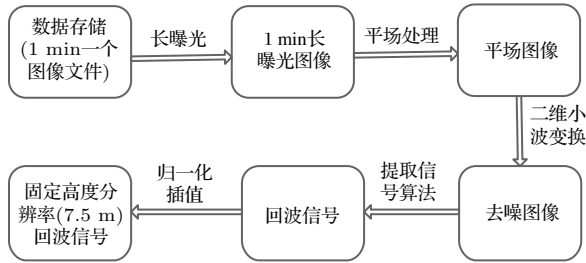 数据存储
(1 min一个
图像文件)
长曝光
1 min长
曝光图像
平场处理
平场图像
二维小
波变换
去噪图像
提取信
号算法
回波信号
归一化
插值
固定高度分
辨率(7.5 m)
回波信号